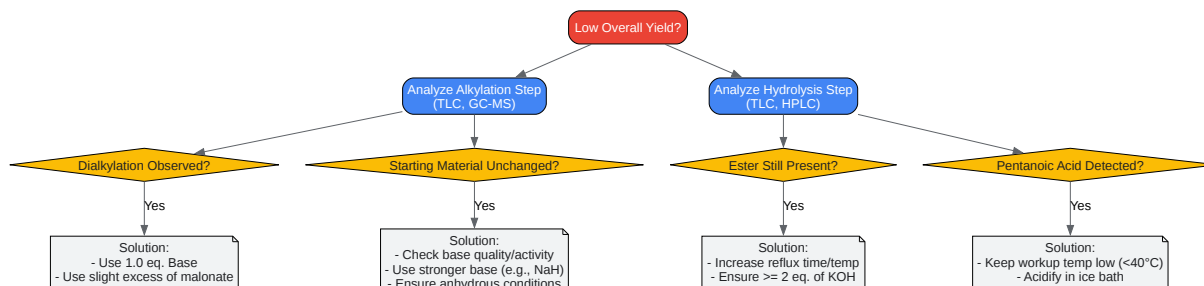 Low Overall Yield?
Analyze Alkylation Step
(TLC, GC-MS)
Analyze Hydrolysis Step
(TLC, HPLC)
Dialkylation Observed?
Starting Material Unchanged?
Ester Still Present?
Pentanoic Acid Detected?
Yes
Yes
Yes
Yes
Solution:
- Use 1.0 eq. Base
- Use slight excess of malonate
Solution:
- Check base quality/activity
- Use stronger base (e.g., NaH)
- Ensure anhydrous conditions
Solution:
- Increase reflux time/temp
- Ensure >= 2 eq. of KOH
Solution:
- Keep workup temp low (<40°C)
- Acidify in ice bath